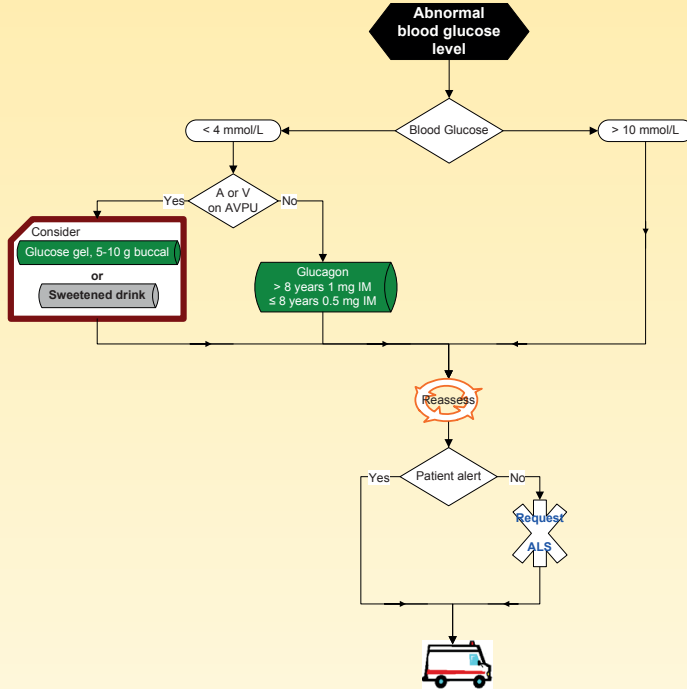 Abnormal
blood glucose
level
< 4 mmol/L
Blood Glucose
> 10 mmol/L
A or V
on AVPU
Yes
No
Consider
Glucose gel, 5-10 g buccal
or
Sweetened drink
Glucagon
> 8 years 1 mg IM
≤ 8 years 0.5 mg IM
Reassess
Yes
Patient alert
No
Request
ALS